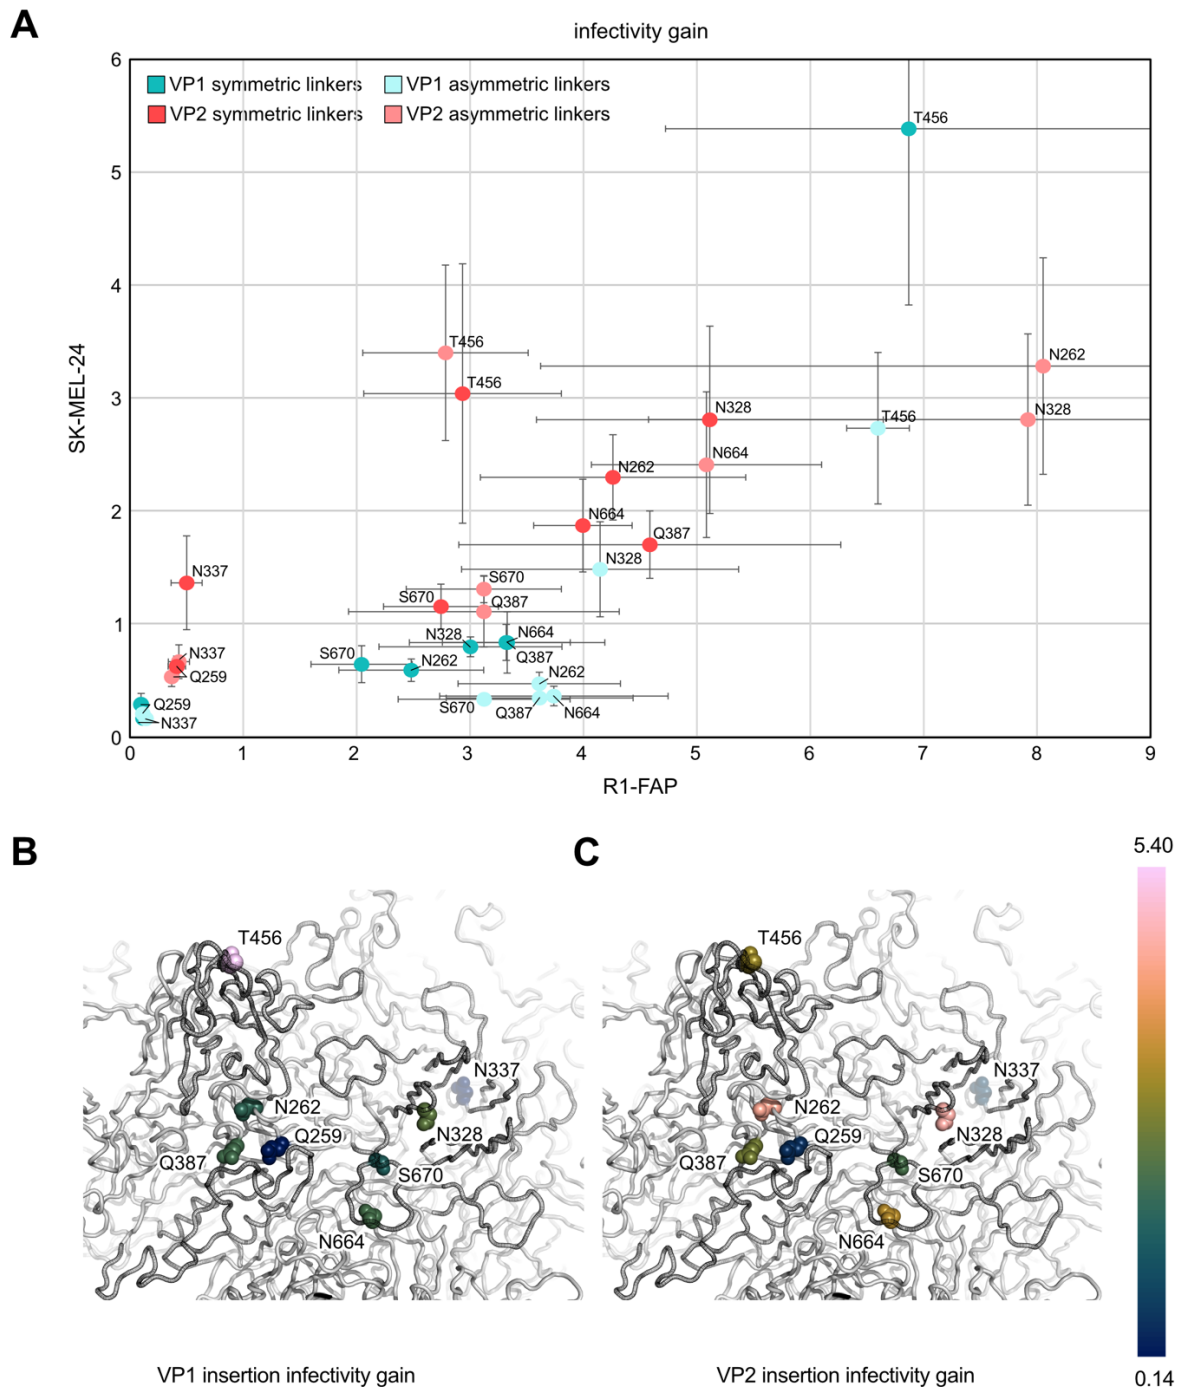 A
infectivity gain
6
VP1 symmetric linkers
VP1 asymmetric linkers
VP2 symmetric linkers
VP2 asymmetric linkers
T456
5
4
T456
N262
T456
3
N328
N328
T456
N664
N262
2
N664
Q387
N328
N337
S670
S670
Q387
1
N328
N664
N337
S670
N262
Q387
Q259
N262
Q259
S670
Q387
N664
N337
0
SK-MEL-24
0 1 2 3 4 5 6 7 8 9
R1-FAP
B
C
5.40
T456
T456
N337
N337
N262
N262
Q259
N328
Q259
N328
Q387
Q387
S670
S670
N664
N664
VP1 insertion infectivity gain
VP2 insertion infectivity gain
0.14